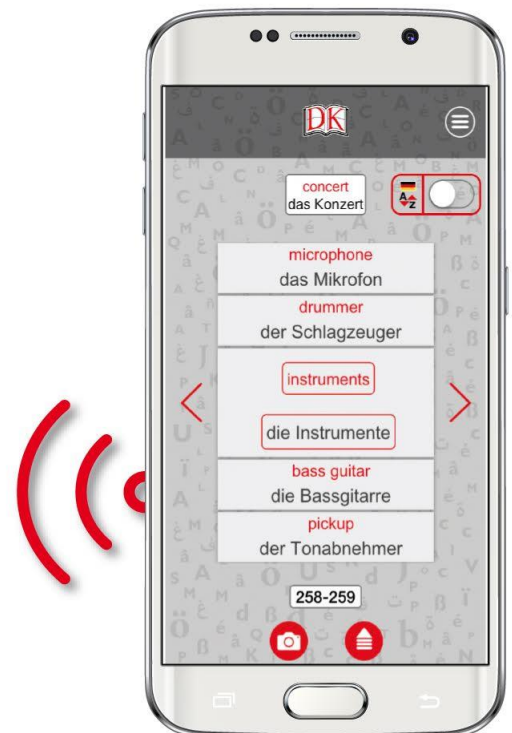 DK
concert
das Konzert
A
Z
microphone
das Mikrofon
drummer
der Schlagzeuger
instruments
die Instrumente
bass guitar
die Bassgitarre
pickup
der Tonabnehmer
258-259